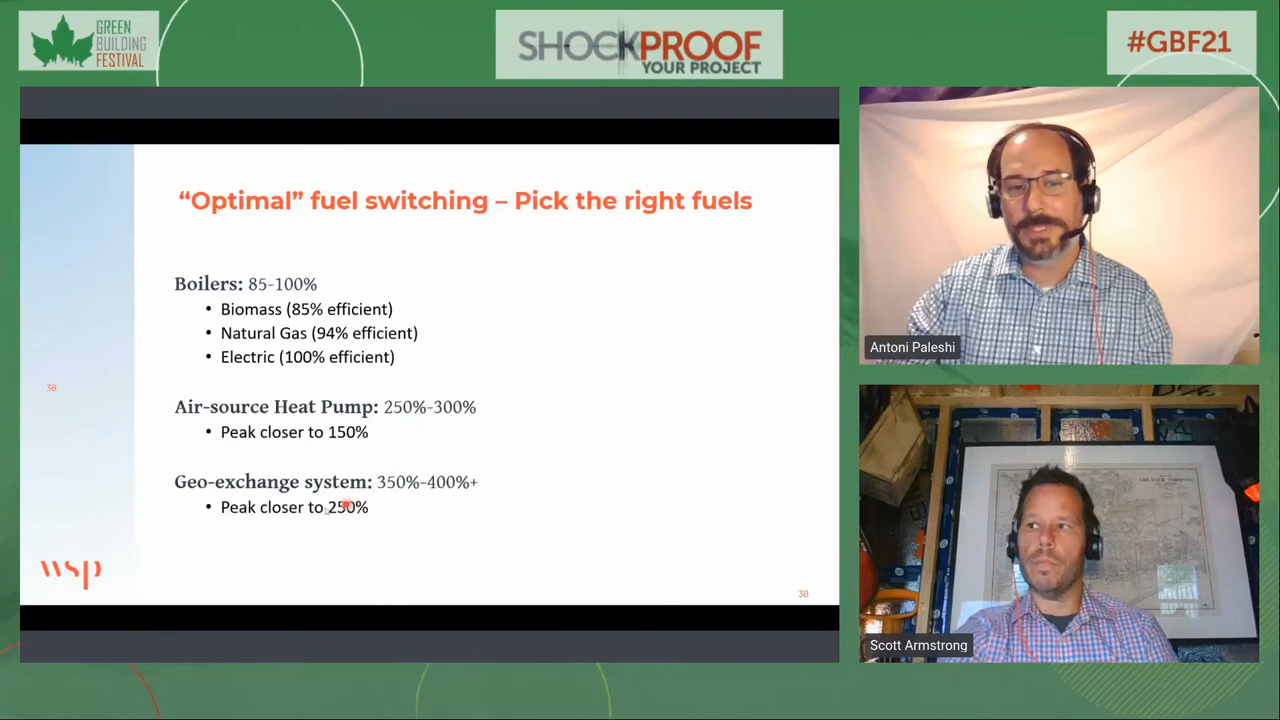 GREEN
BUILDING
FESTIVAL
SHOCKPROOF
YOUR PROJECT
#GBF21
“Optimal” fuel switching – Pick the right fuels
Boilers: 85-100%
• Biomass (85% efficient)
• Natural Gas (94% efficient)
• Electric (100% efficient)
38
Air-source Heat Pump: 250%-300%
• Peak closer to 150%
Geo-exchange system: 350%-400%+
• Peak closer to 250%
wsp
38
Antoni Paleshi
GREATER TORONTO
Scott Armstrong